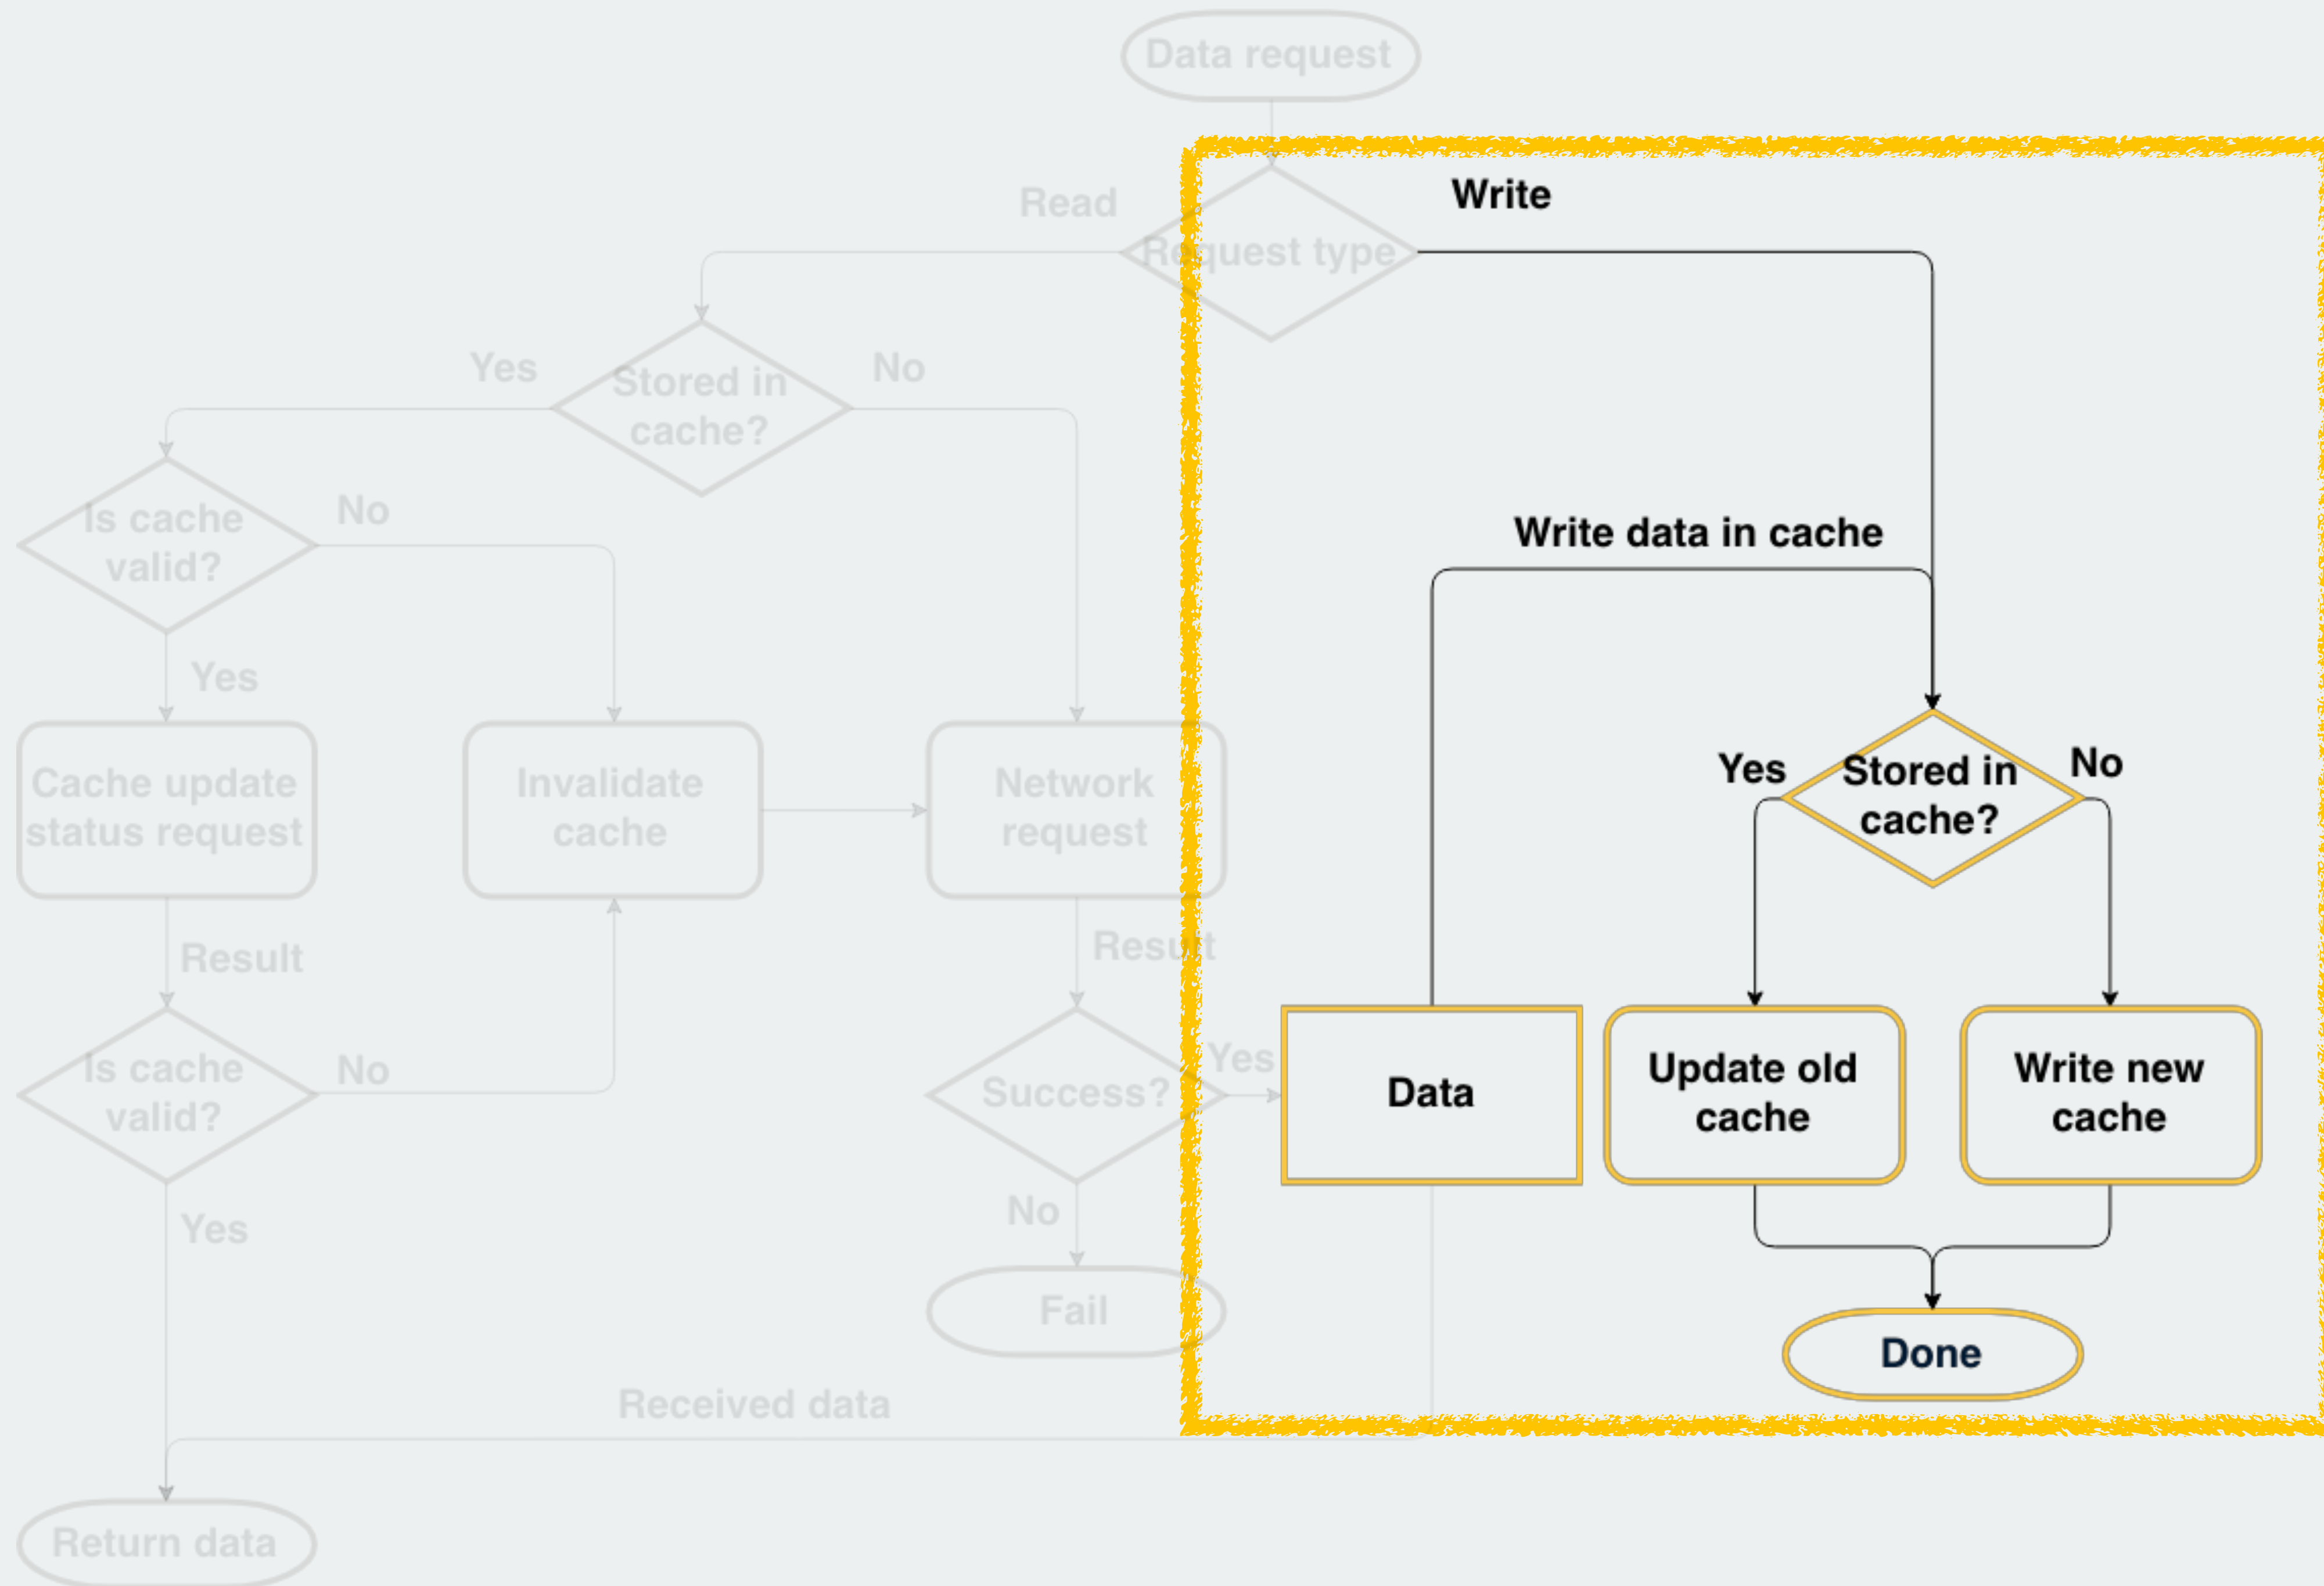 Data request
Read
Write
Request type
Yes
Stored in
cache?
No
Is cache
valid?
No
Write data in cache
Yes
Cache update
status request
Invalidate
cache
Network
request
Yes
Stored in
cache?
No
Result
Result
Is cache
valid?
No
Success?
Yes
Data
Update old
cache
Write new
cache
Yes
No
Fail
Done
Received data
Return data